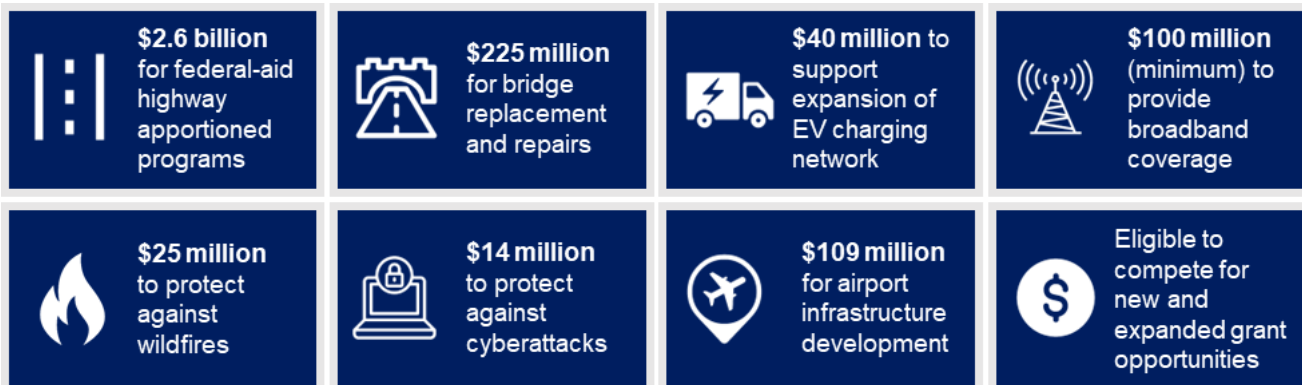 $2.6 billion
for federal-aid
highway
apportioned
programs
$225 million
for bridge
replacement
and repairs
$40 million to
support
expansion of
EV charging
network
$100 million
(minimum) to
provide
broadband
coverage
$25 million
to protect
against
wildfires
$14 million
to protect
against
cyberattacks
$109 million
for airport
infrastructure
development
$
Eligible to
compete for
new and
expanded grant
opportunities